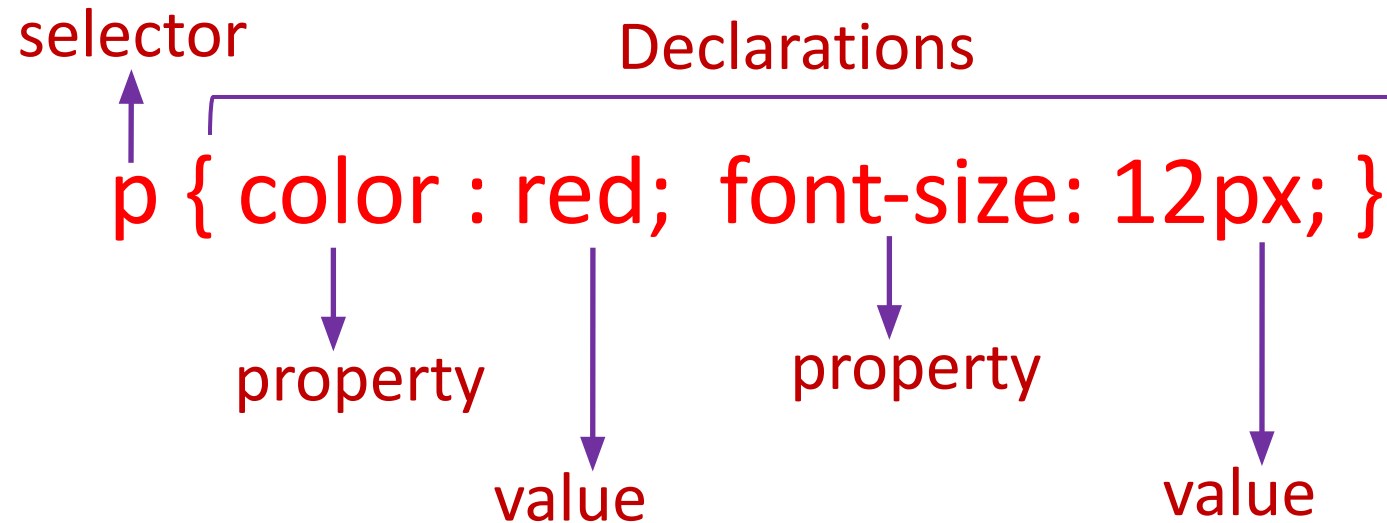 selector
Declarations
p { color : red; font-size: 12px; }
property
property
value
value